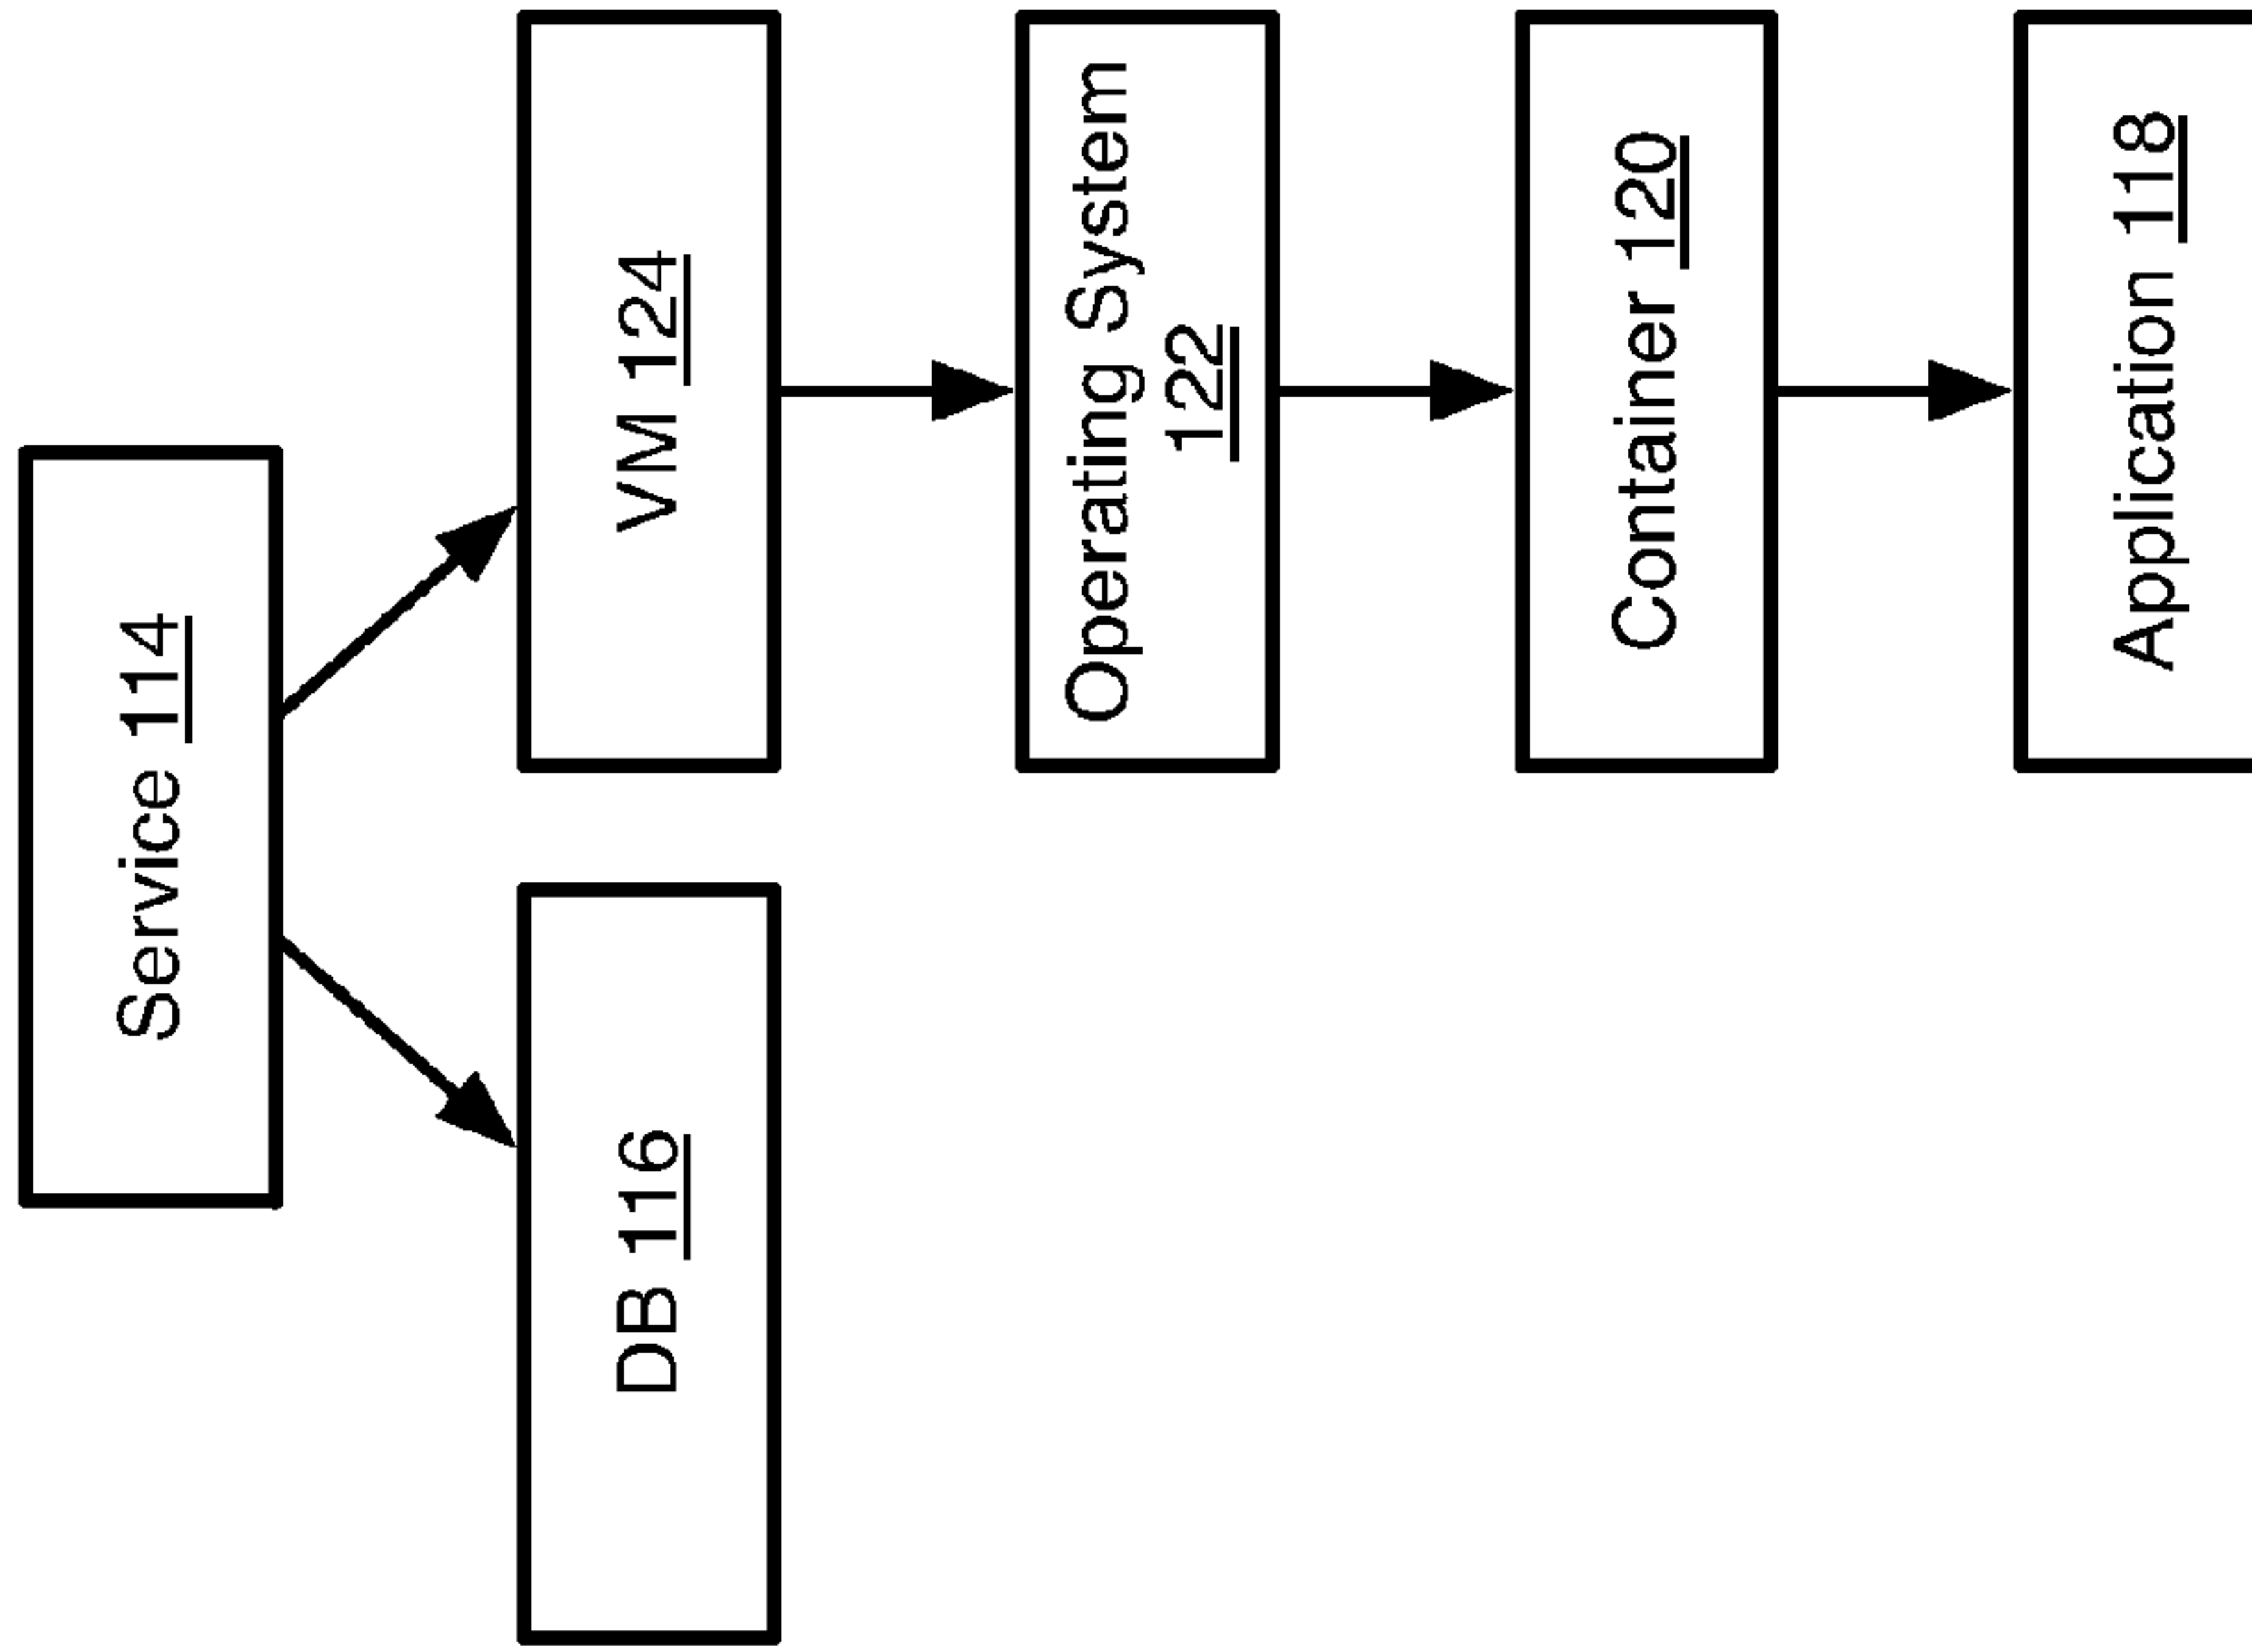 Service 114
DB 116
VM 124
Operating System
122
Container 120
Application 118